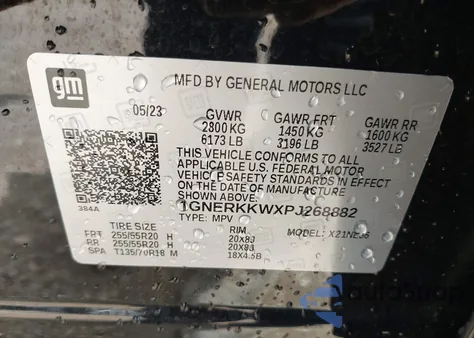 gm
MFD BY GENERAL MOTORS LLC
05/23 GVWR GAWR FRT GAWR RR
2800 KG 1450 KG 1600 KG
6173 LB 3196 LB 3527 LB
THIS VEHICLE CONFORMS TO ALL
APPLICABLE U.S. FEDERAL MOTOR
VEHICLE SAFETY STANDARDS IN EFFECT
ON THE DATE OF MANUFACTURE SHOWN ABOVE.
1GNERKKWXPJ268882
384A TYPE: MPV MODEL:
TIRE SIZE RIM
FRT 255/55R20 H 20X8J
RR 255/55R20 H 20X8J
SPA T135/70R18 M 18X4.5B
AutoSnap